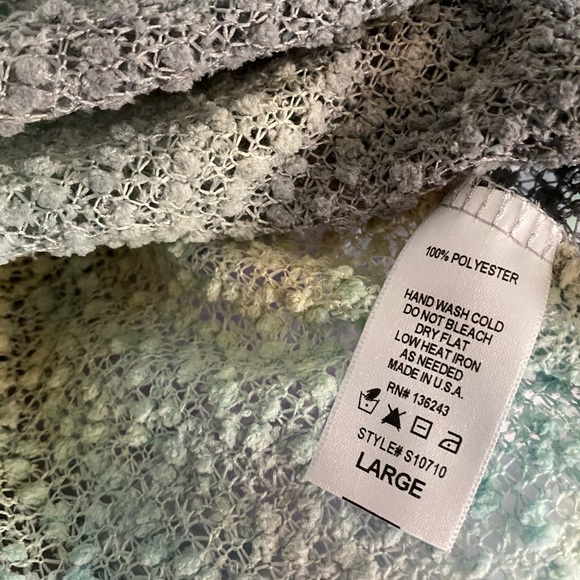 100% POLYESTER
HAND WASH COLD
DO NOT BLEACH
DRY FLAT
LOW HEAT IRON
AS NEEDED
MADE IN U.S.A.
RN# 136243
STYLE# S10710
LARGE